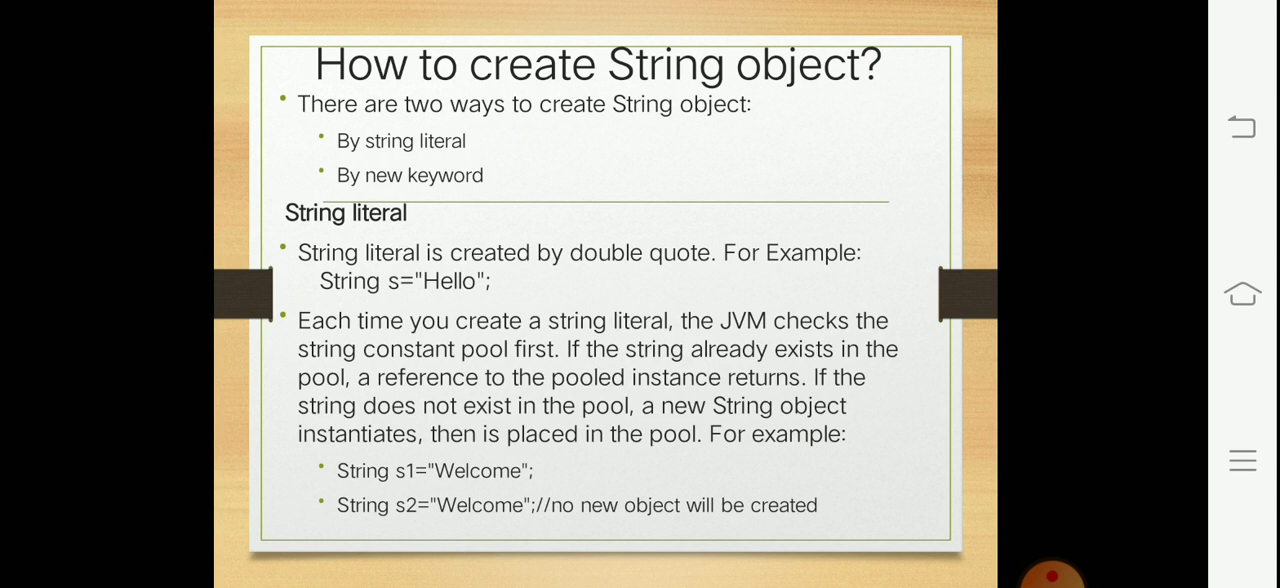 How to create String object?
• There are two ways to create String object:
• By string literal
• By new keyword
String literal
• String literal is created by double quote. For Example:
String s="Hello";
• Each time you create a string literal, the JVM checks the
string constant pool first. If the string already exists in the
pool, a reference to the pooled instance returns. If the
string does not exist in the pool, a new String object
instantiates, then is placed in the pool. For example:
• String s1="Welcome";
• String s2="Welcome";//no new object will be created